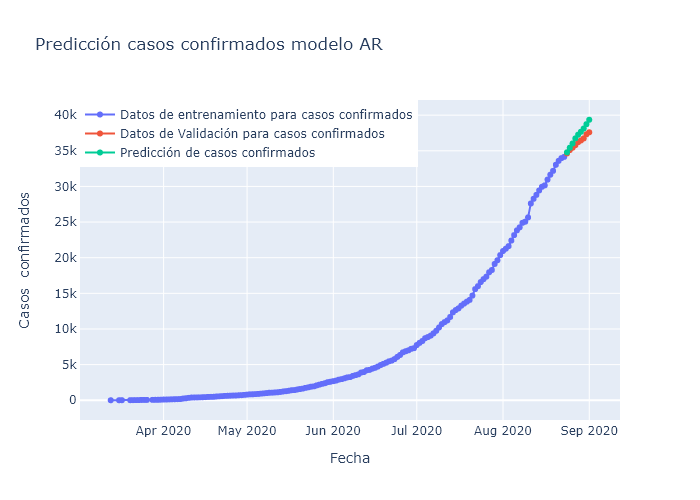 Predicción casos confirmados modelo AR
Datos de entrenamiento para casos confirmados
Datos de Validación para casos confirmados
Predicción de casos confirmados
40k
35k
30k
25k
20k
15k
10k
5k
0
Casos confirmados
Apr 2020 May 2020 Jun 2020 Jul 2020 Aug 2020 Sep 2020
Fecha